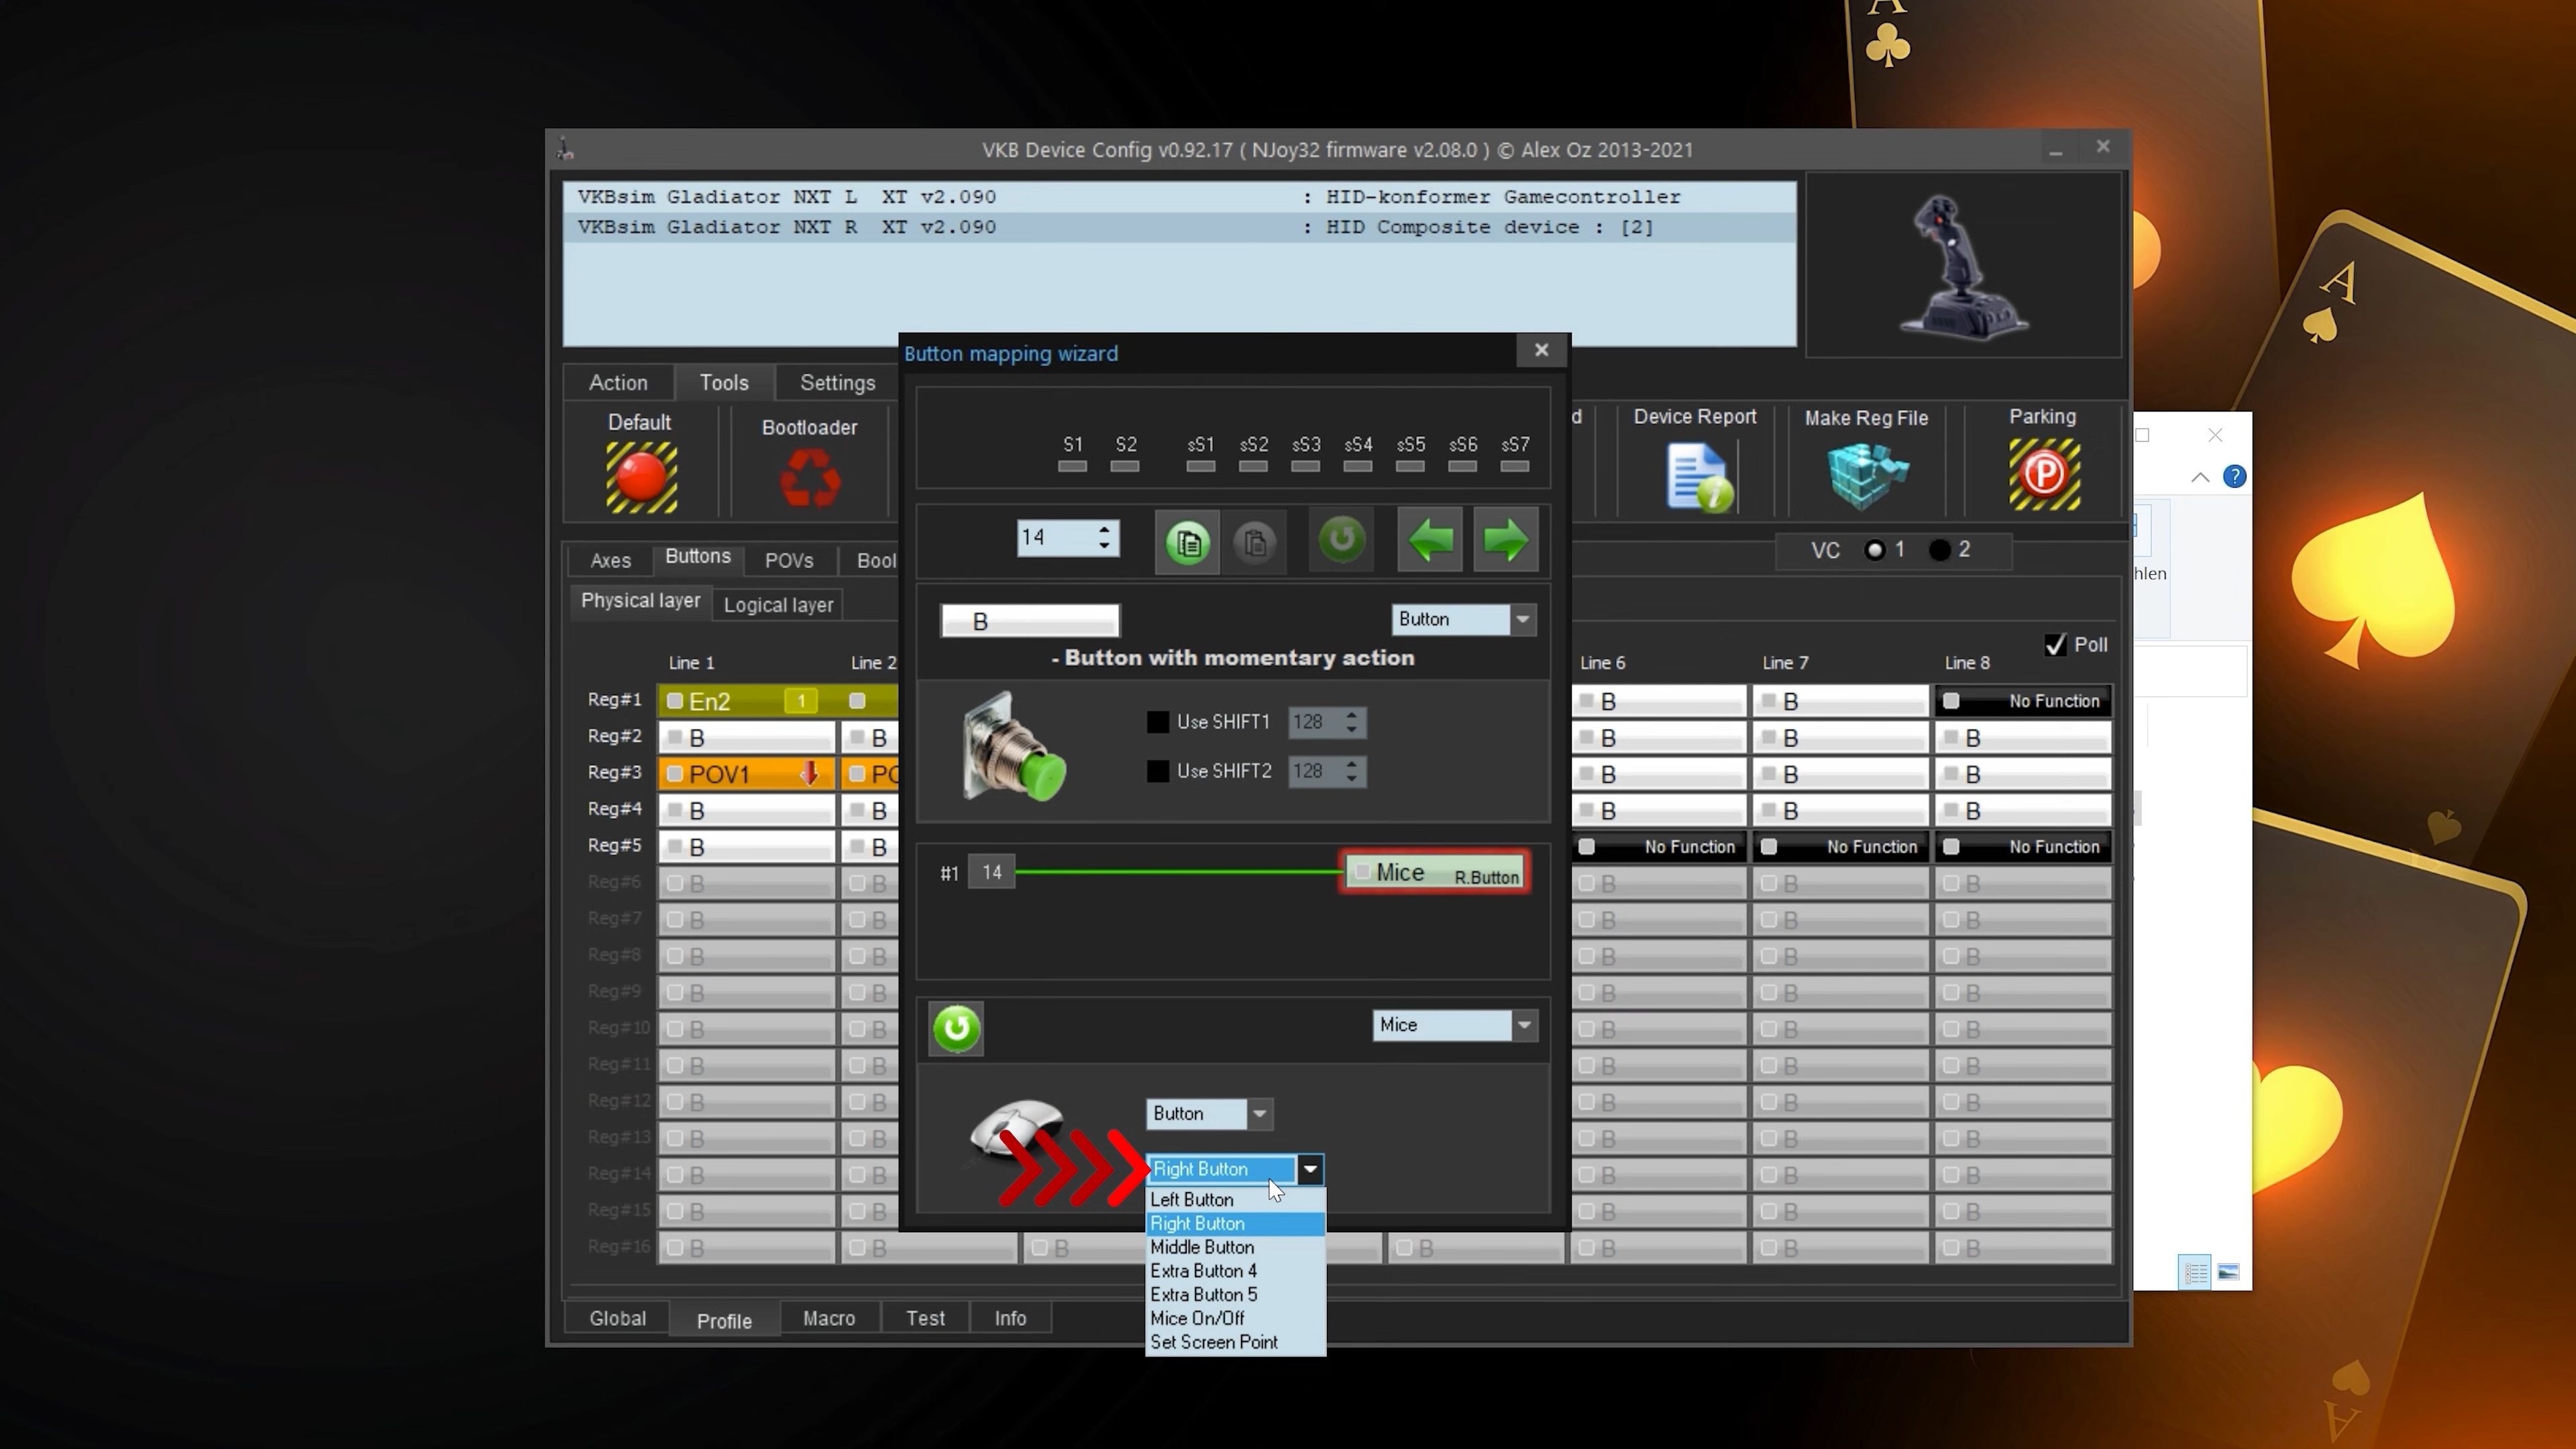 A
VKB Device Config v0.92.17 ( NJoy32 firmware v2.08.0 ) © Alex Oz 2013-2021
VKBsim Gladiator NXT L XT v2.090 : HID-konformer Gamecontroller
VKBsim Gladiator NXT R XT v2.090 : HID Composite device : [2]
A
Button mapping wizard
Action Tools Settings
Default Bootloader d Device Report Make Reg File Parking
S1 S2 sS1 sS2 sS3 sS4 sS5 sS6 sS7
14
Axes Buttons POVs Bool VC 1 2
hlen
Physical layer Logical layer
B Button
- Button with momentary action
Poll
Line 1 Line 2 Line 6 Line 7 Line 8
Reg#1 En2 1 B B No Function
Use SHIFT1 128
Reg#2 B B B B B
Use SHIFT2 128
Reg#3 POV1 PO B B B
Reg#4 B B B B B
Reg#5 B B No Function No Function No Function
#1 14 Mice R.Button
Reg#6 B B B B B
Reg#7 B B B B B
Reg#8 B B B B B
Reg#9 B B B B B
Mice
Reg#10 B B B B B
Reg#11 B B B B B
Reg#12 B B B B B
Button
Reg#13 B B B B B
Reg#14 B B B B B
Right Button
Left Button
Reg#15 B B B B B
Right Button
Reg#16 B B B B B B B
Middle Button
Extra Button 4
Extra Button 5
Mice On/Off
Set Screen Point
Global Profile Macro Test Info
A